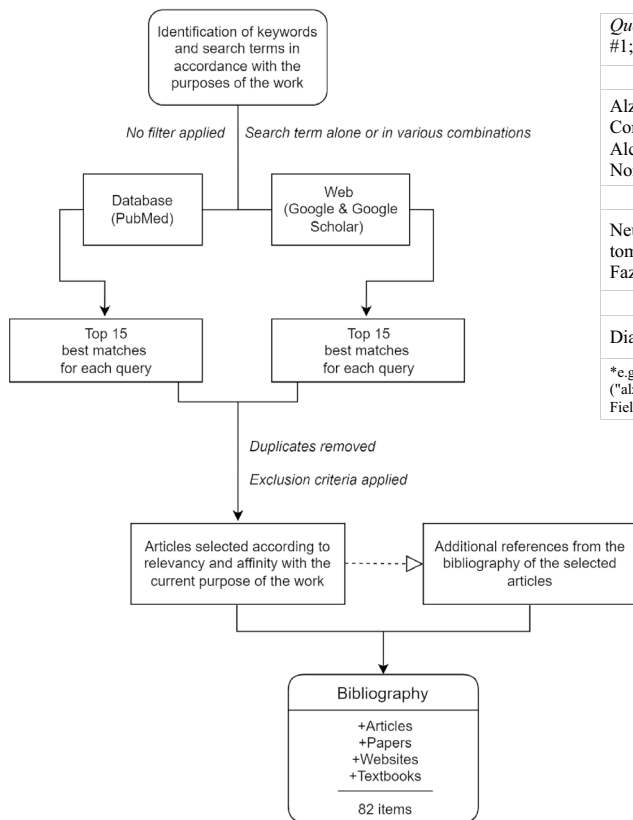 Identification of keywords
and search terms in
accordance with the
purposes of the work
No filter applied
Search term alone or in various combinations
Database
(PubMed)
Web
(Google & Google
Scholar)
Top 15
best matches
for each query
Top 15
best matches
for each query
Duplicates removed
Exclusion criteria applied
Articles selected according to
relevancy and affinity with the
current purpose of the work
Additional references from the
bibliography of the selected
articles
Bibliography
+Articles
+Papers
+Websites
+Textbooks
82 items
#1;
*e.g